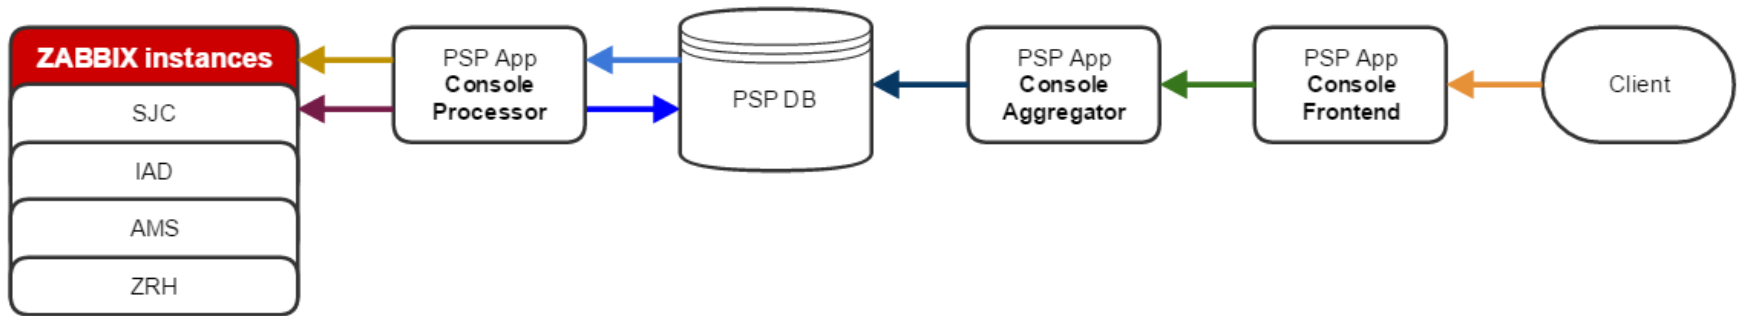 ZABBIX instances
SJC
IAD
AMS
ZRH
PSP App
Console
Processor
PSP DB
PSP App
Console
Aggregator
PSP App
Console
Frontend
Client